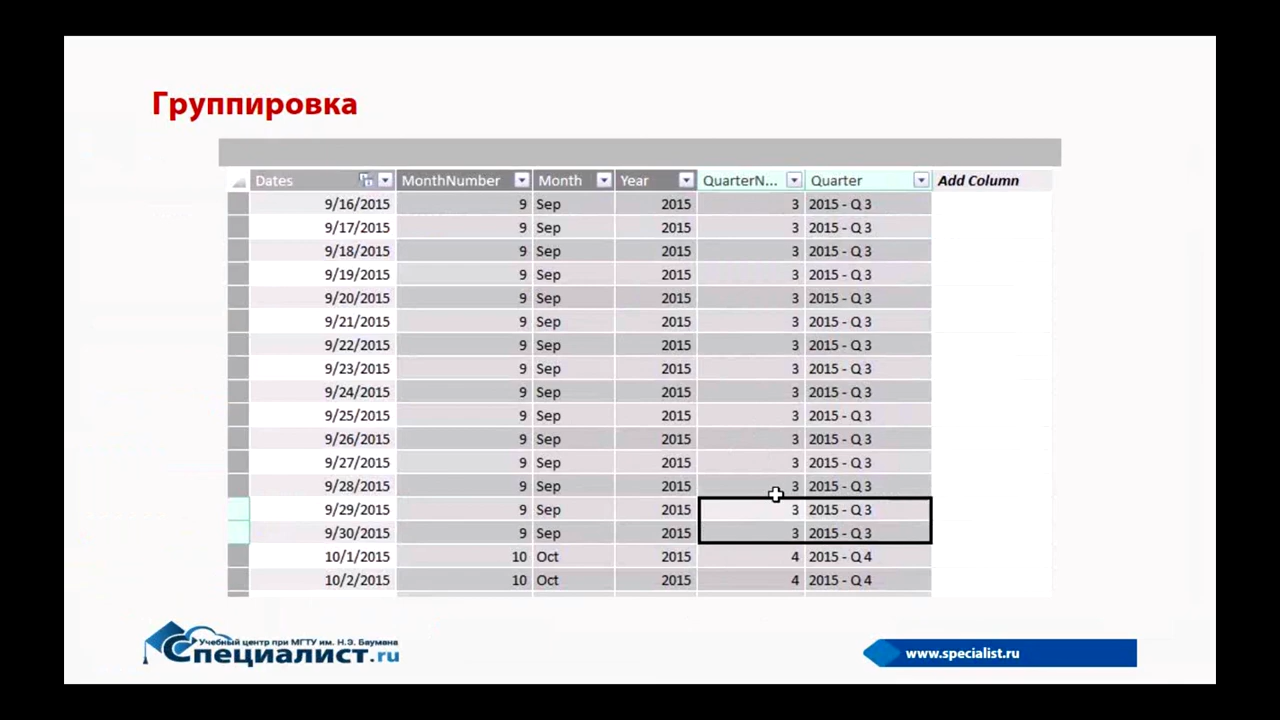 Группировка
Dates MonthNumber Month Year QuarterN... Quarter Add Column
9/16/2015 9 Sep 2015 3 2015 - Q 3
9/17/2015 9 Sep 2015 3 2015 - Q 3
9/18/2015 9 Sep 2015 3 2015 - Q 3
9/19/2015 9 Sep 2015 3 2015 - Q 3
9/20/2015 9 Sep 2015 3 2015 - Q 3
9/21/2015 9 Sep 2015 3 2015 - Q 3
9/22/2015 9 Sep 2015 3 2015 - Q 3
9/23/2015 9 Sep 2015 3 2015 - Q 3
9/24/2015 9 Sep 2015 3 2015 - Q 3
9/25/2015 9 Sep 2015 3 2015 - Q 3
9/26/2015 9 Sep 2015 3 2015 - Q 3
9/27/2015 9 Sep 2015 3 2015 - Q 3
9/28/2015 9 Sep 2015 3 2015 - Q 3
9/29/2015 9 Sep 2015 3 2015 - Q 3
9/30/2015 9 Sep 2015 3 2015 - Q 3
10/1/2015 10 Oct 2015 4 2015 - Q 4
10/2/2015 10 Oct 2015 4 2015 - Q 4
Учебный центр при МГТУ им. Н.Э. Баумана
Специалист.ru
www.specialist.ru